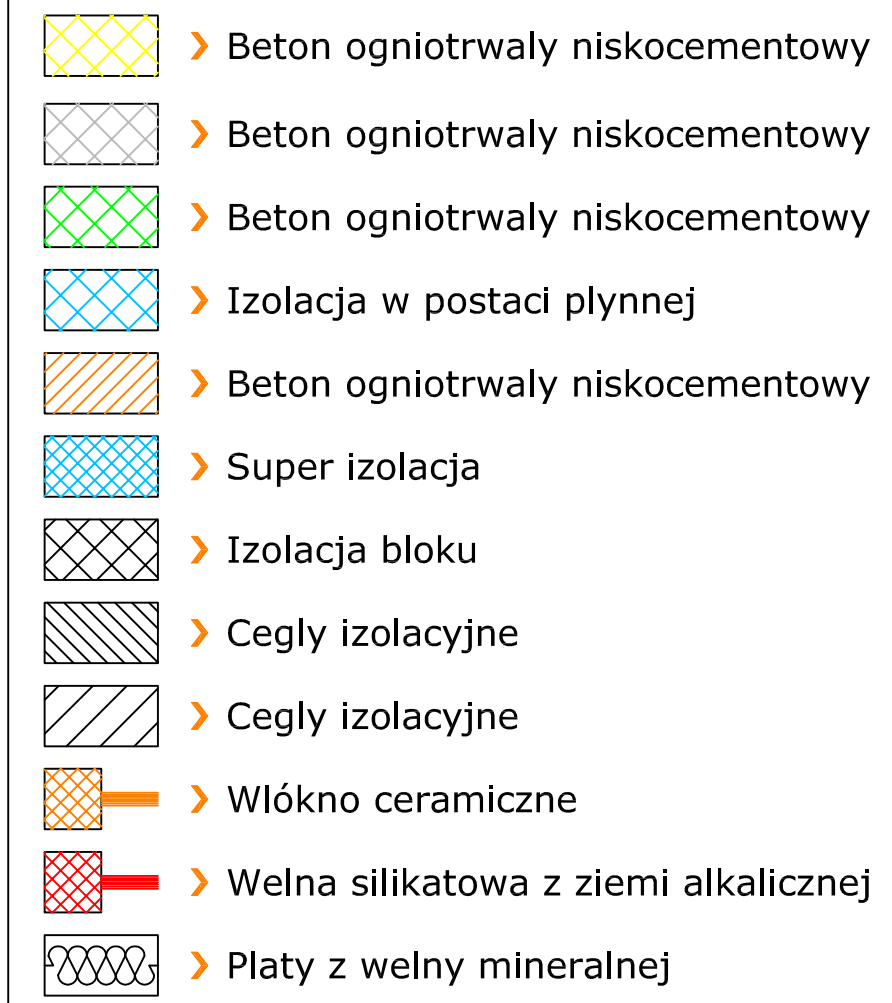 Beton ogniotrwaly niskocementowy
Beton ogniotrwaly niskocementowy
Beton ogniotrwaly niskocementowy
Izolacja w postaci plynnej
Beton ogniotrwaly niskocementowy
Super izolacja
Izolacja bloku
Cegly izolacyjne
Cegly izolacyjne
Wlókno ceramiczne
Welna silikatowa z ziemi alkalicznej
Platy z welny mineralnej